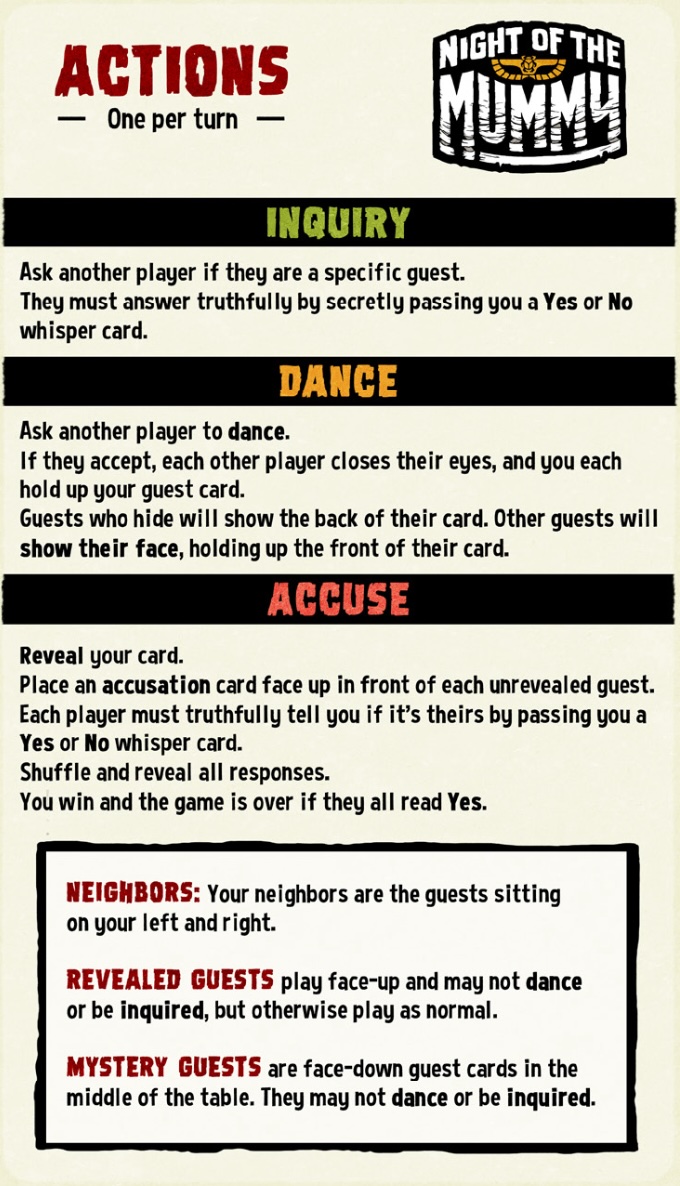 ACTIONS
— One per turn —
NIGHT OF THE
MUMMY
INQUIRY
Ask another player if they are a specific guest.
They must answer truthfully by secretly passing you a Yes or No
whisper card.
DANCE
Ask another player to dance.
If they accept, each other player closes their eyes, and you each
hold up your guest card.
Guests who hide will show the back of their card. Other guests will
show their face, holding up the front of their card.
ACCUSE
Reveal your card.
Place an accusation card face up in front of each unrevealed guest.
Each player must truthfully tell you if it's theirs by passing you a
Yes or No whisper card.
Shuffle and reveal all responses.
You win and the game is over if they all read Yes.
NEIGHBORS: Your neighbors are the guests sitting
on your left and right.
REVEALED GUESTS play face-up and may not dance
or be inquired, but otherwise play as normal.
MYSTERY GUESTS are face-down guest cards in the
middle of the table. They may not dance or be inquired.